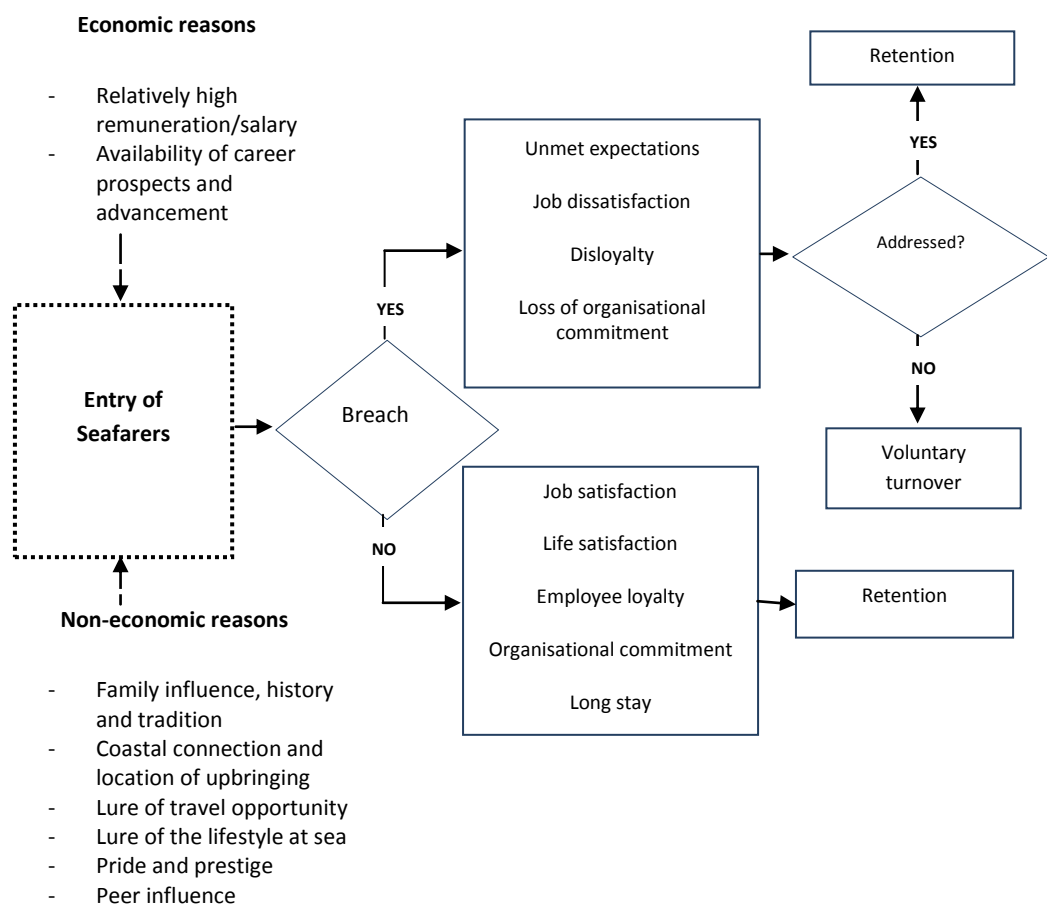 Economic reasons
- Relatively high
remuneration/salary
- Availability of career
prospects and
advancement
Entry of
Seafarers
Non-economic reasons
- Family influence, history
and tradition
- Coastal connection and
location of upbringing
- Lure of travel opportunity
- Lure of the lifestyle at sea
- Pride and prestige
- Peer influence
Breach
YES
Unmet expectations
Job dissatisfaction
Disloyalty
Loss of organisational
commitment
Addressed?
YES
Retention
NO
Voluntary
turnover
NO
Job satisfaction
Life satisfaction
Employee loyalty
Organisational commitment
Long stay
Retention